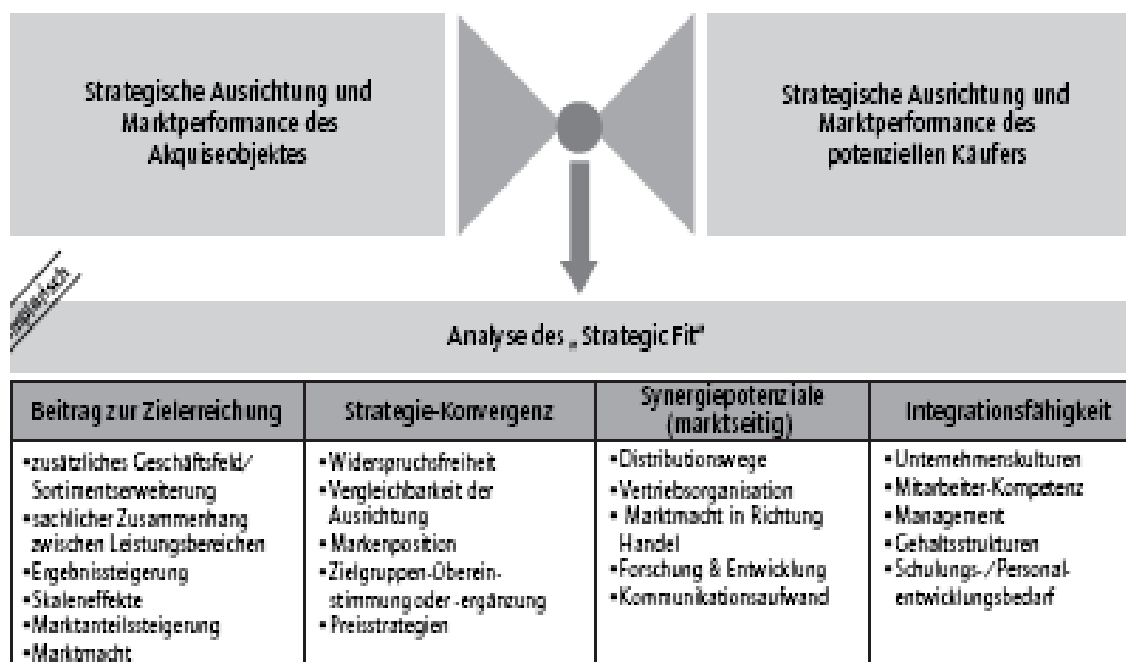 Strategische Ausrichtung und
Marktperformance des
Akquiseobjektes
Strategische Ausrichtung und
Marktperformance des
potenziellen Käufers
Analyse des „Strategic Fit“
Beitrag zur Zielerreichung
•zusätzliches Geschäftsfeld/
Sortimentserweiterung
•sachlicher Zusammenhang
zwischen Leistungsbereichen
•Ergebnissteigerung
•Skaleneffekte
•Marktanteilssteigerung
•Marktmacht
Strategie-Konvergenz
•Widerspruchsfreiheit
•Vergleichbarkeit der
Ausrichtung
•Markenposition
•Zielgruppen-Überein-
stimmung oder -ergänzung
•Preisstrategien
Synergiepotenziale
(marktseitig)
•Distributionswege
•Vertriebsorganisation
• Marktmacht in Richtung
Handel
•Forschung & Entwicklung
•Kommunikationsaufwand
Integrationsfähigkeit
•Unternehmenskulturen
•Mitarbeiter-Kompetenz
•Management
•Gehaltsstrukturen
•Schulungs-/Personal-
entwicklungsbedarf